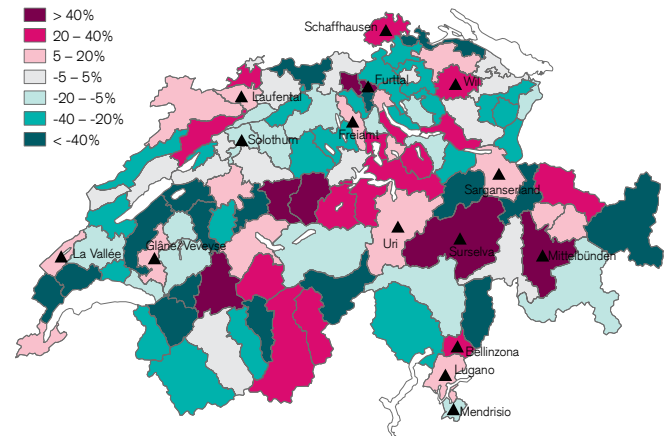 > 40%
20 – 40%
5 – 20%
-5 – 5%
-20 – -5%
-40 – -20%
< -40%
Schaffhausen
Furttal
Wil
Laufental
Freiamt
Solothurn
Sarganserland
Uri
Surselva
Mittelbünden
La Vallée
Glâne/Veveyse
Bellinzona
Lugano
Mendrisio